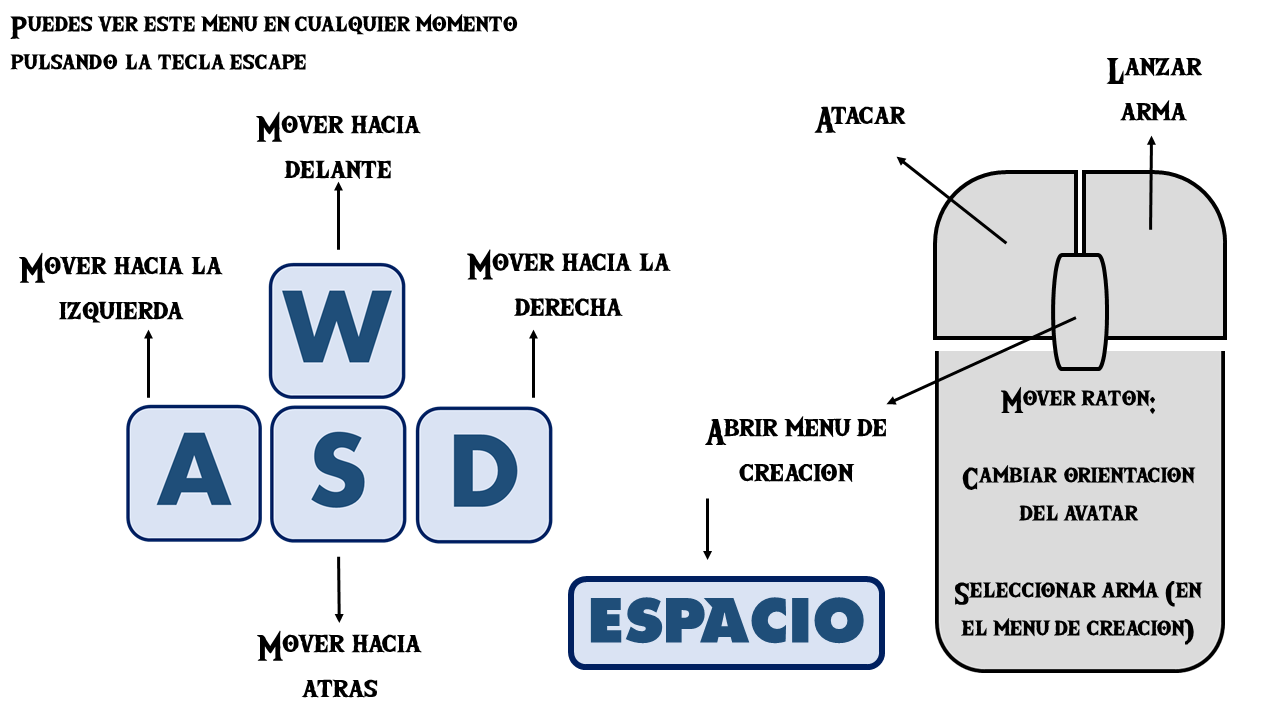 Puedes ver este menu en cualquier momento
pulsando la tecla escape
Mover hacia
delante
Mover hacia la
izquierda
W
Mover hacia la
derecha
A
S
D
Mover hacia
atras
Atacar
Lanzar
arma
Abrir menu de
creacion
ESPACIO
Mover raton:
Cambiar orientacion
del avatar
Seleccionar arma (en
el menu de creacion)